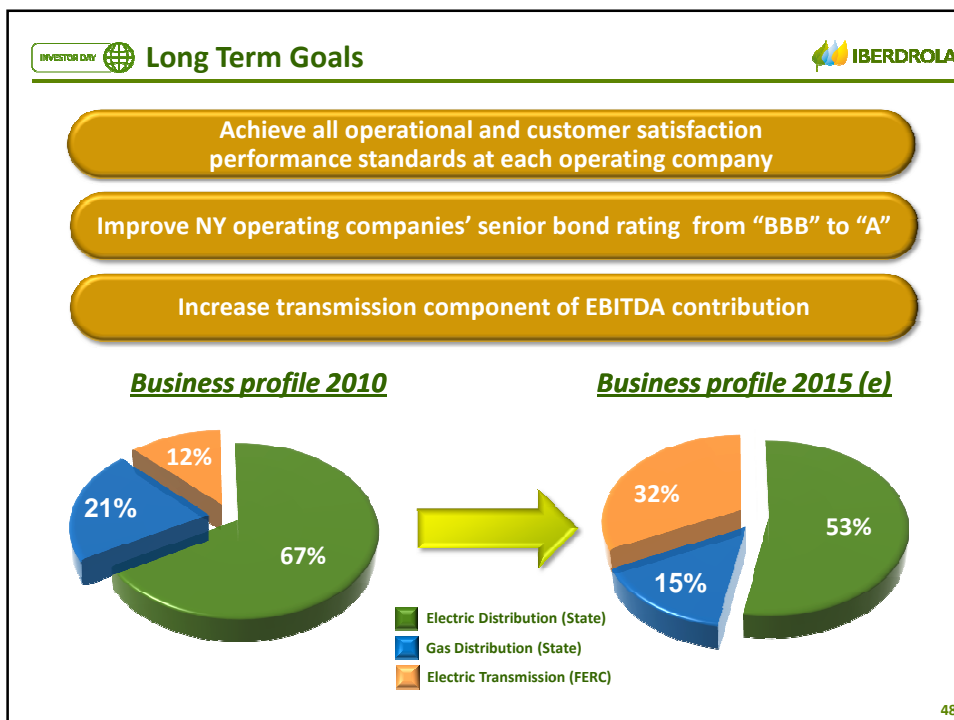 INVESTOR DAY
Long Term Goals
IBERDROLA
Achieve all operational and customer satisfaction
performance standards at each operating company
Improve NY operating companies’ senior bond rating from “BBB” to “A”
Increase transmission component of EBITDA contribution
Business profile 2010
Business profile 2015 (e)
12%
21%
67%
32%
53%
15%
Electric Distribution (State)
Gas Distribution (State)
Electric Transmission (FERC)
48